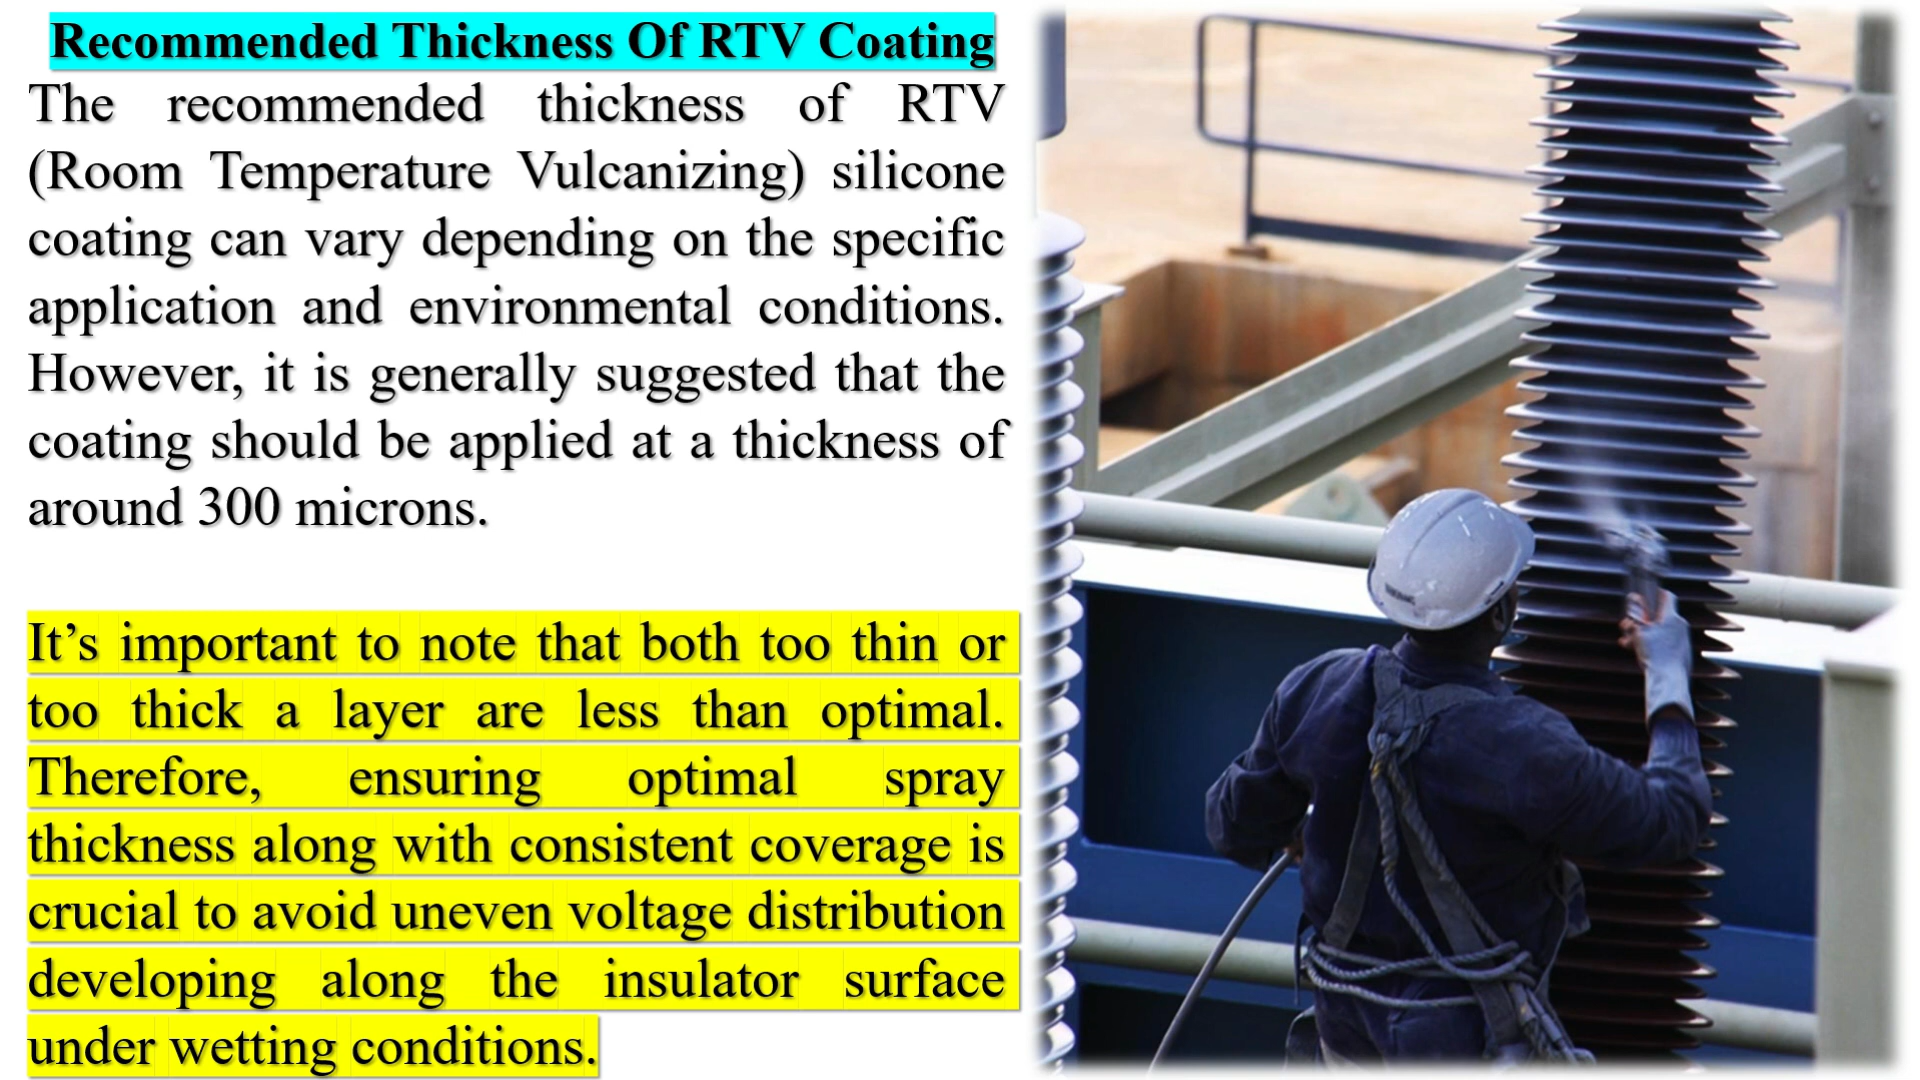 Recommended Thickness Of RTV Coating
The recommended thickness of RTV
(Room Temperature Vulcanizing) silicone
coating can vary depending on the specific
application and environmental conditions.
However, it is generally suggested that the
coating should be applied at a thickness of
around 300 microns.
It’s important to note that both too thin or
too thick a layer are less than optimal.
Therefore, ensuring optimal spray
thickness along with consistent coverage is
crucial to avoid uneven voltage distribution
developing along the insulator surface
under wetting conditions.